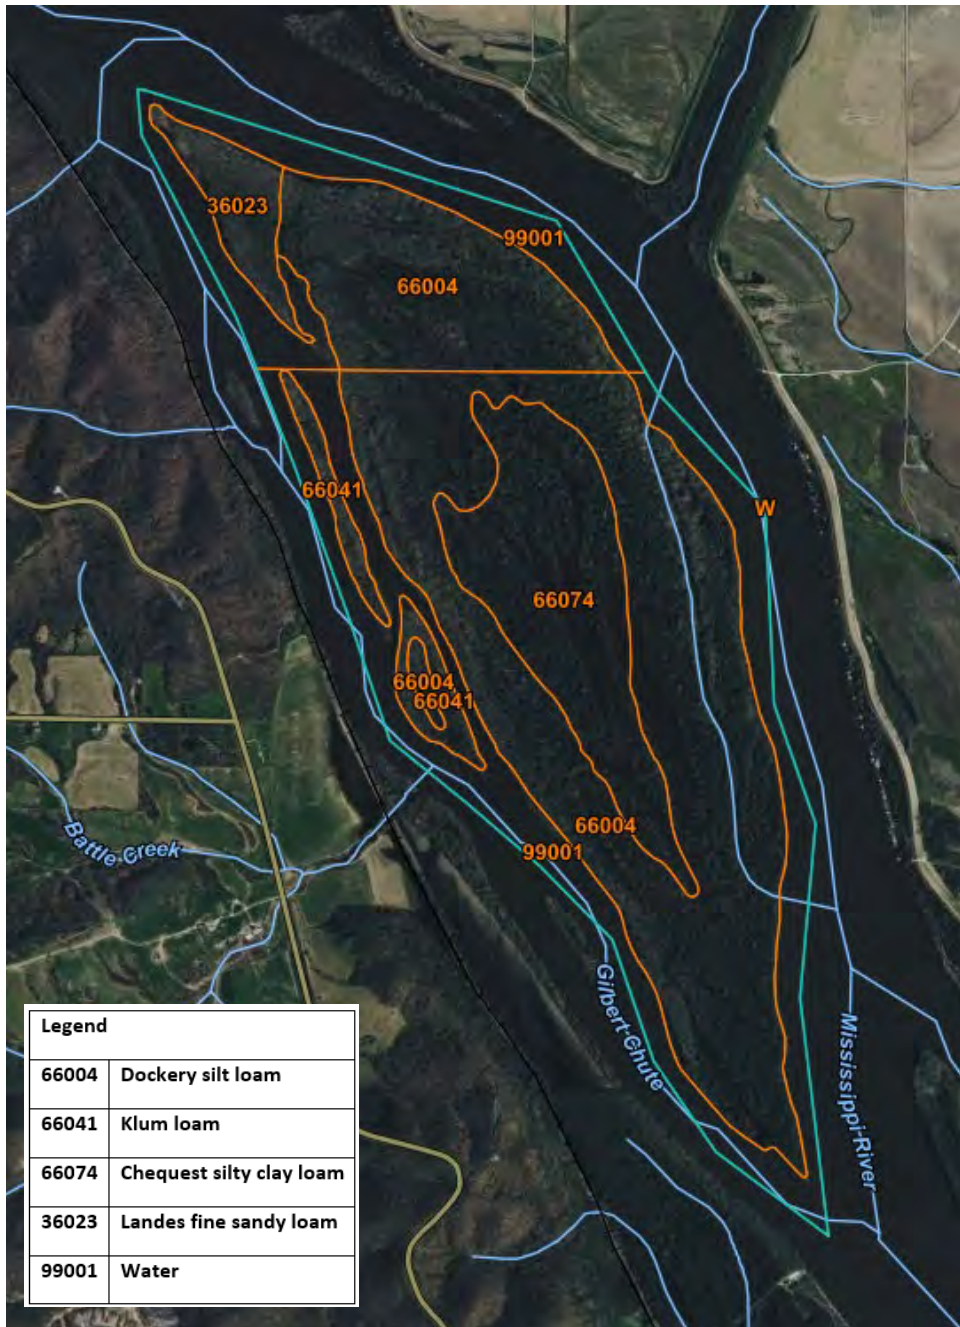 36023
99001
66004
66041
W
66074
66004
66041
66004
99001
Battle Creek
Gilbert Chute
Mississippi River
Legend
66004 Dockery silt loam
66041 Klum loam
66074 Chequest silty clay loam
36023 Landes fine sandy loam
99001 Water